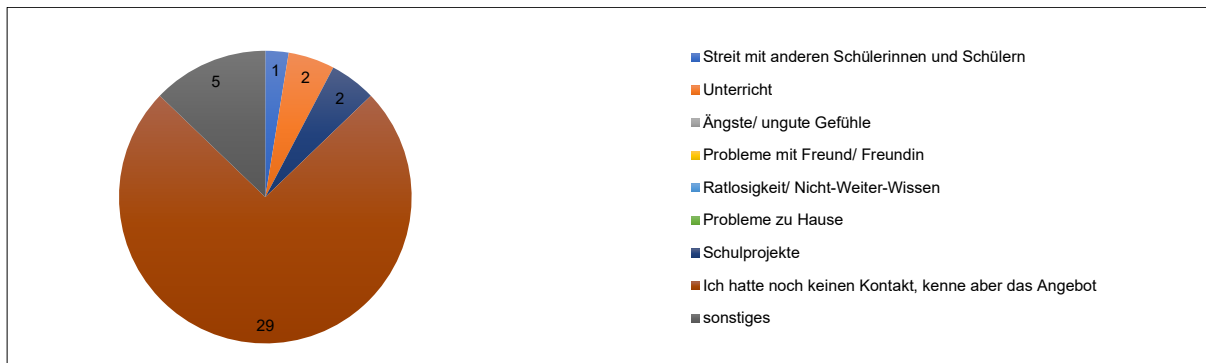 1
2
2
29
5
Streit mit anderen Schülerinnen und Schülern
Unterricht
Ängste/ ungute Gefühle
Probleme mit Freund/ Freundin
Ratlosigkeit/ Nicht-Weiter-Wissen
Probleme zu Hause
Schulprojekte
Ich hatte noch keinen Kontakt, kenne aber das Angebot
sonstiges